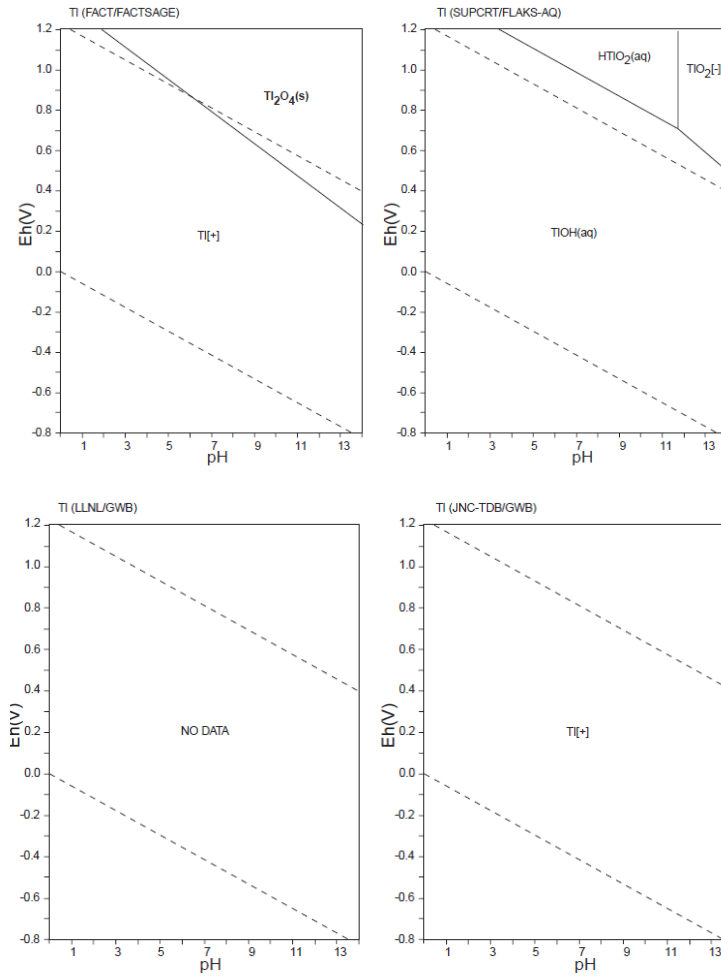 Tl (FACT/FACTSAGE)
1.2
1.0
0.8
0.6
0.4
0.2
0.0
-0.2
-0.4
-0.6
-0.8
Eh(V)
Tl₂O₄(s)
Tl[+]
1 3 5 7 9 11 13
pH
Tl (SUPCRT/FLAKS-AQ)
1.2
1.0
0.8
0.6
0.4
0.2
0.0
-0.2
-0.4
-0.6
-0.8
Eh(V)
HTlO₂(aq)
TlO₂[-]
TlOH(aq)
1 3 5 7 9 11 13
pH
Tl (LLNL/GWB)
1.2
1.0
0.8
0.6
0.4
0.2
0.0
-0.2
-0.4
-0.6
-0.8
Eh(V)
NO DATA
1 3 5 7 9 11 13
pH
Tl (JNC-TDB/GWB)
1.2
1.0
0.8
0.6
0.4
0.2
0.0
-0.2
-0.4
-0.6
-0.8
Eh(V)
Tl[+]
1 3 5 7 9 11 13
pH